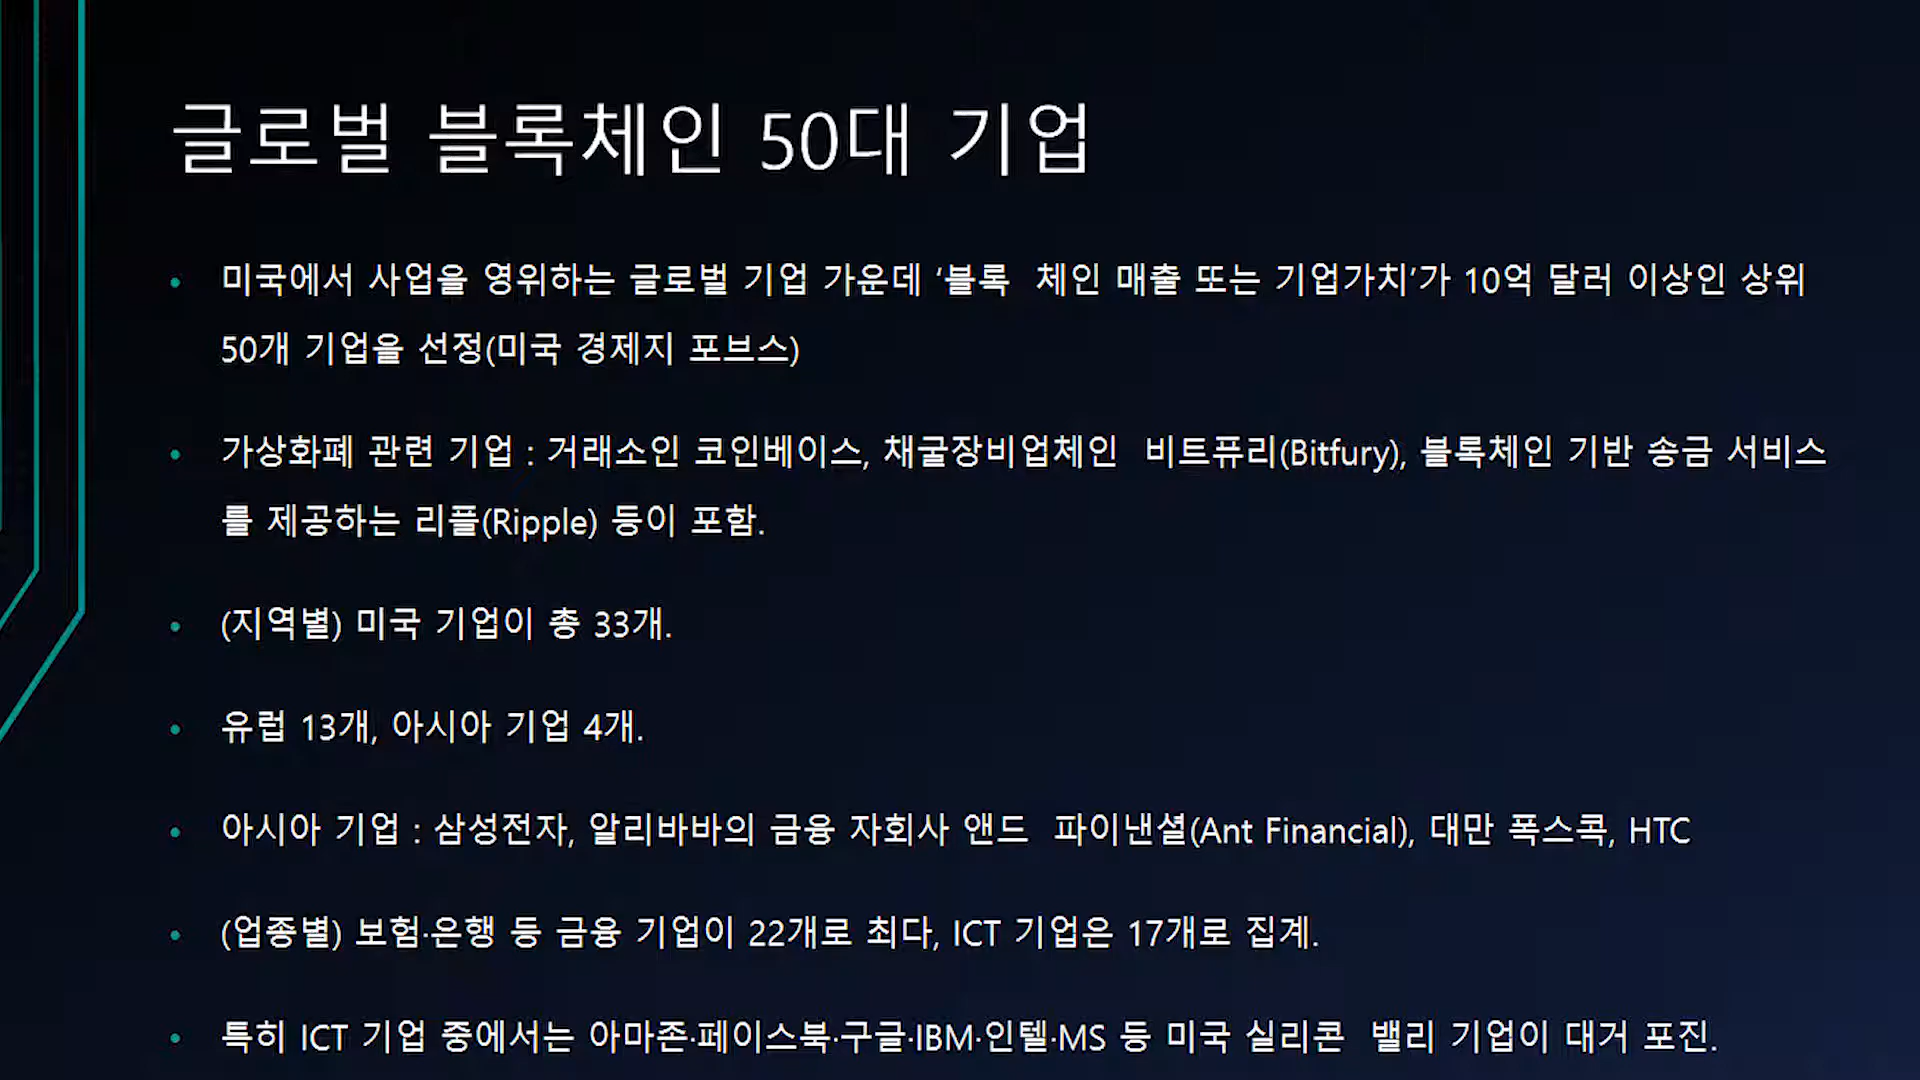 글로벌 블록체인 50대 기업
• 미국에서 사업을 영위하는 글로벌 기업 가운데 ‘블록 체인 매출 또는 기업가치’가 10억 달러 이상인 상위
50개 기업을 선정(미국 경제지 포브스)
• 가상화폐 관련 기업 : 거래소인 코인베이스, 채굴장비업체인 비트퓨리(Bitfury), 블록체인 기반 송금 서비스
를 제공하는 리플(Ripple) 등이 포함.
• (지역별) 미국 기업이 총 33개.
• 유럽 13개, 아시아 기업 4개.
• 아시아 기업 : 삼성전자, 알리바바의 금융 자회사 앤드 파이낸셜(Ant Financial), 대만 폭스콕, HTC
• (업종별) 보험·은행 등 금융 기업이 22개로 최다, ICT 기업은 17개로 집계.
• 특히 ICT 기업 중에서는 아마존·페이스북·구글·IBM·인텔·MS 등 미국 실리콘 밸리 기업이 대거 포진.